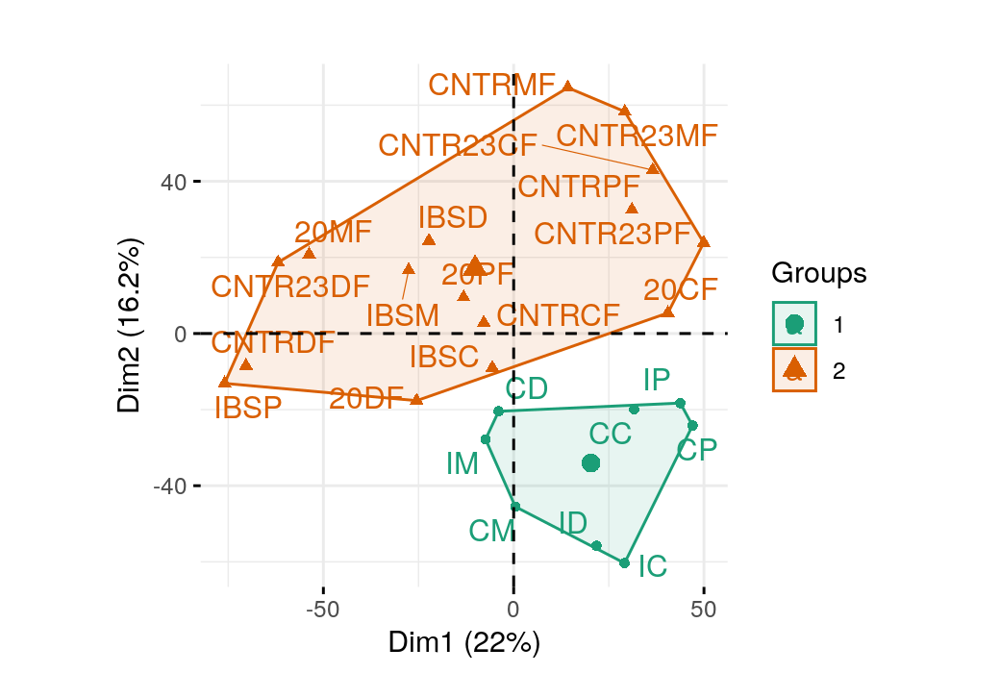 CNTRMF
CNTR23MF
CNTR23CF
CNTRPF
40
IBSD
20MF
CNTR23PF
20PF
CNTR23DF
20CF
IBSM
CNTRCF
0
CNTRDF
IBSC
IBSP
20DF
CD
IP
CC
CP
IM
-40
CM
ID
IC
-50
0
50
Dim1 (22%)
Dim2 (16.2%)
Groups
1
2